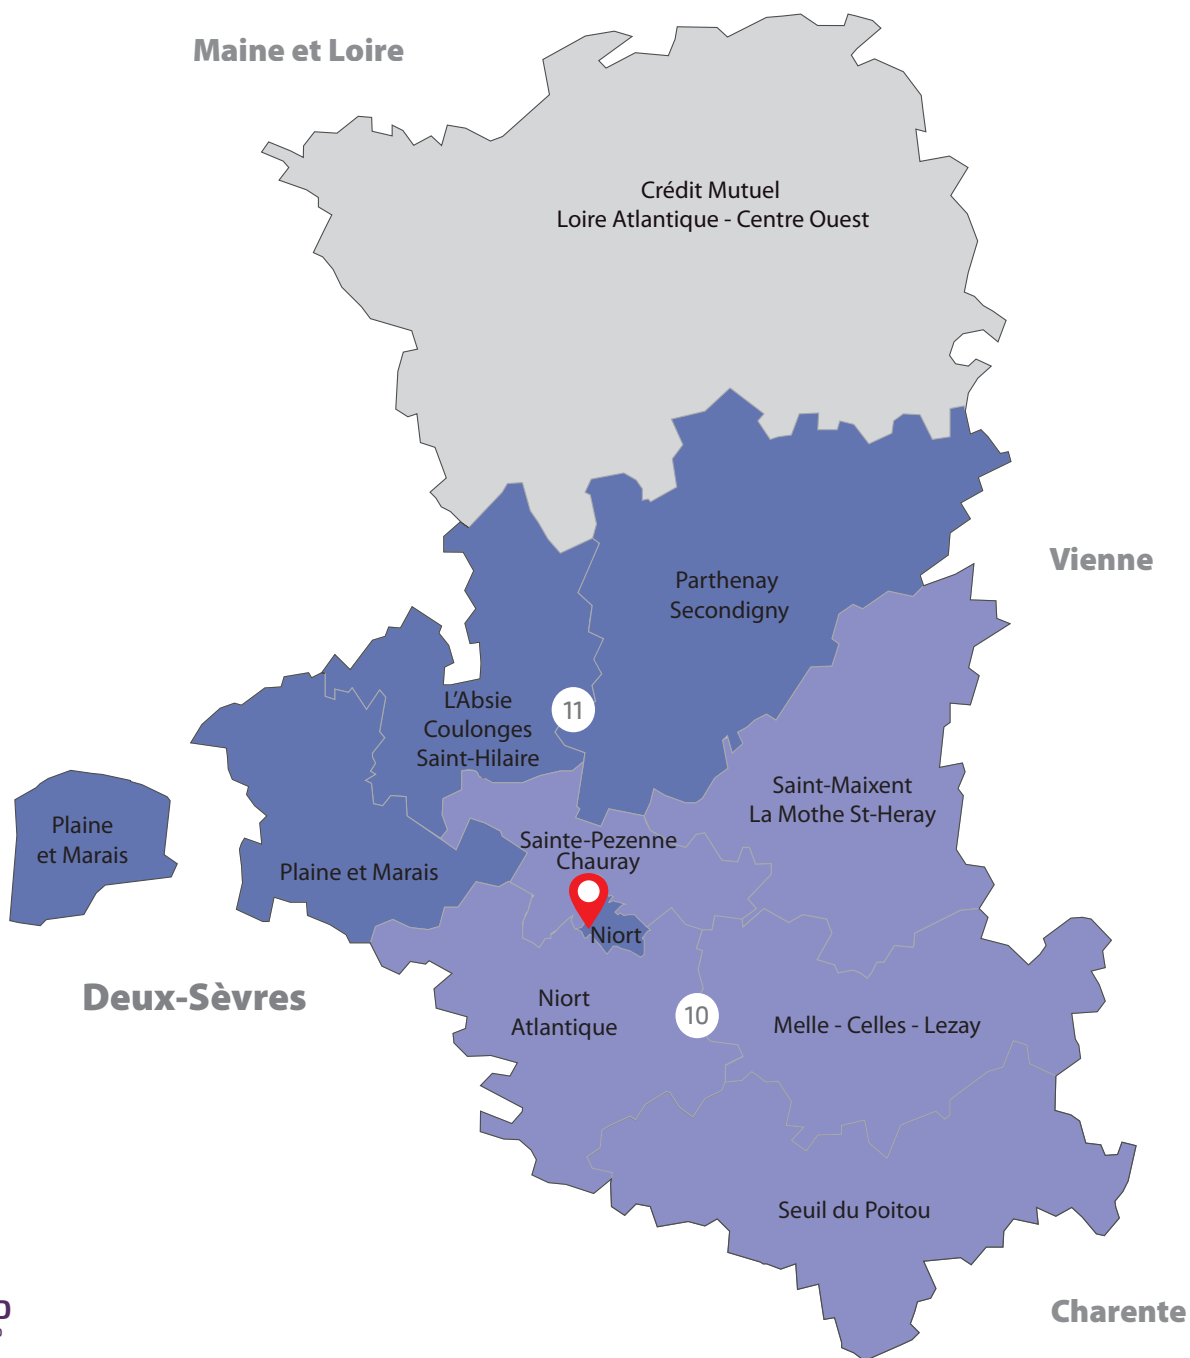 Maine et Loire
Crédit Mutuel
Loire Atlantique - Centre Ouest
Vienne
Parthenay
Secondigny
L'Absie
Coulonges
Saint-Hilaire
11
Saint-Maixent
La Mothe St-Heray
Plaine
et Marais
Sainte-Pezenne
Chauray
Plaine et Marais
Niort
Deux-Sèvres
Niort
Atlantique
10
Melle - Celles - Lezay
Seuil du Poitou
Charente